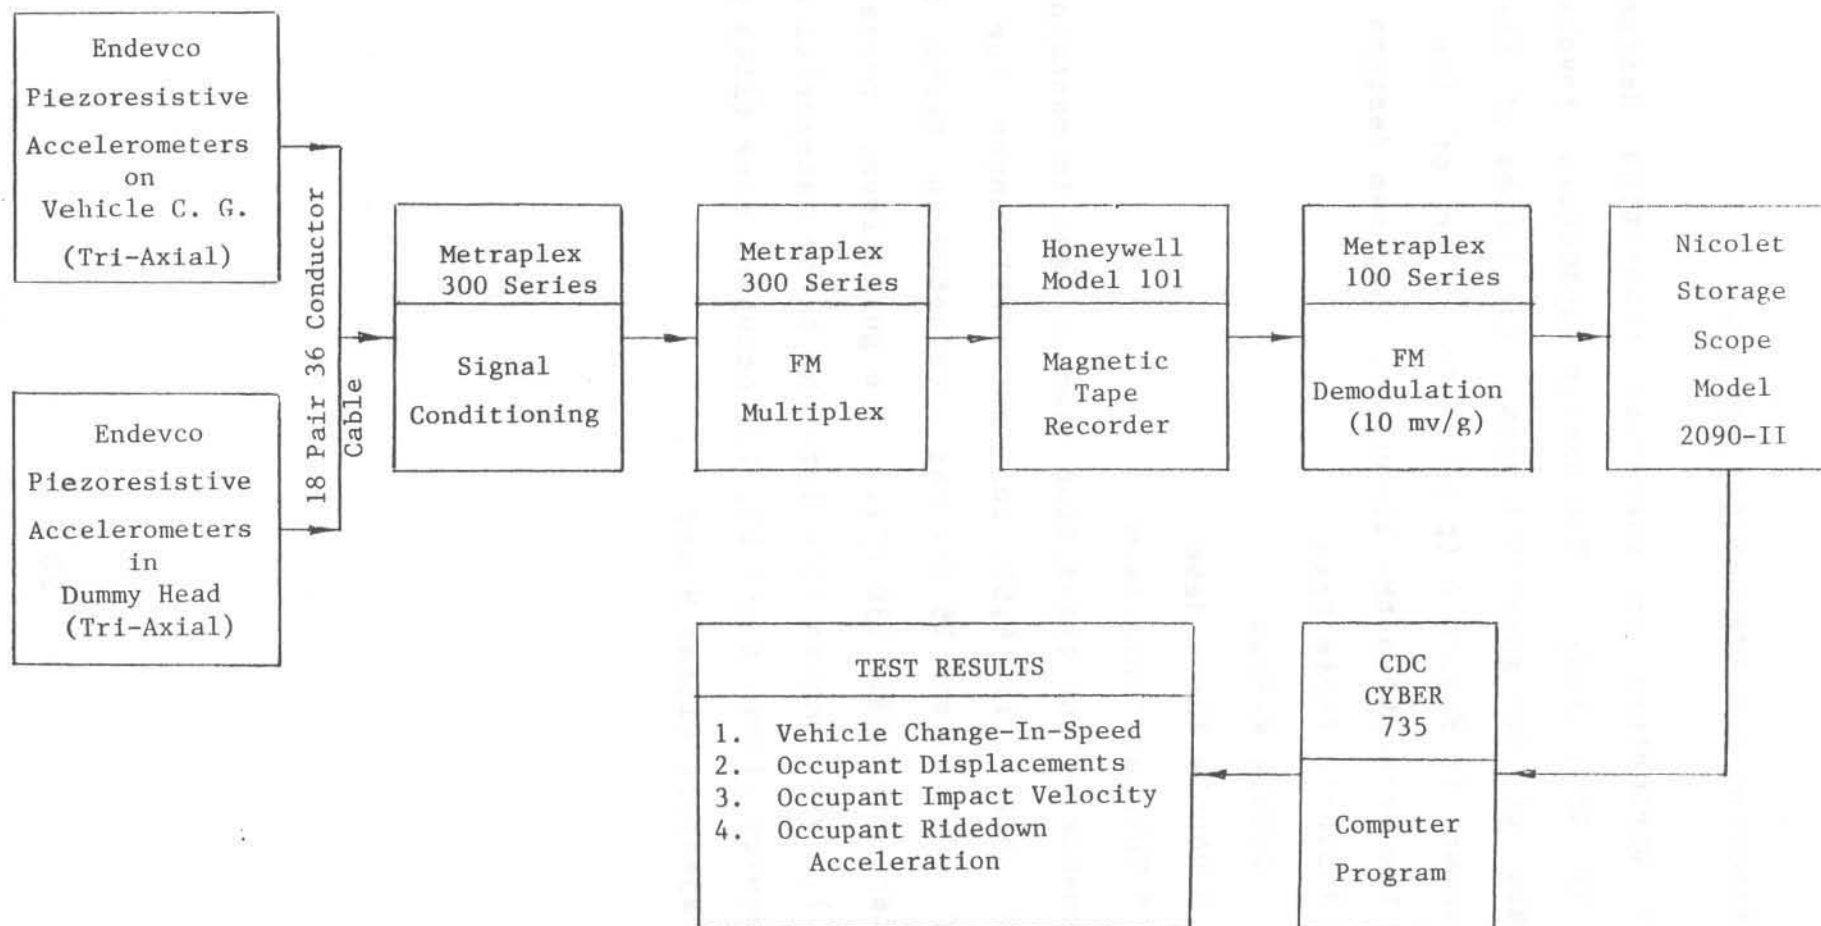 Endevco
Piezoresistive
Accelerometers
on
Vehicle C. G.
(Tri-Axial)
Endevco
Piezoresistive
Accelerometers
in
Dummy Head
(Tri-Axial)
18 Pair 36 Conductor
Cable
Metraplex
300 Series
Signal
Conditioning
Metraplex
300 Series
FM
Multiplex
Honeywell
Model 101
Magnetic
Tape
Recorder
Metraplex
100 Series
FM
Demodulation
(10 mv/g)
Nicolet
Storage
Scope
Model
2090-II
CDC
CYBER
735
Computer
Program
TEST RESULTS
1. Vehicle Change-In-Speed
2. Occupant Displacements
3. Occupant Impact Velocity
4. Occupant Ridedown
Acceleration